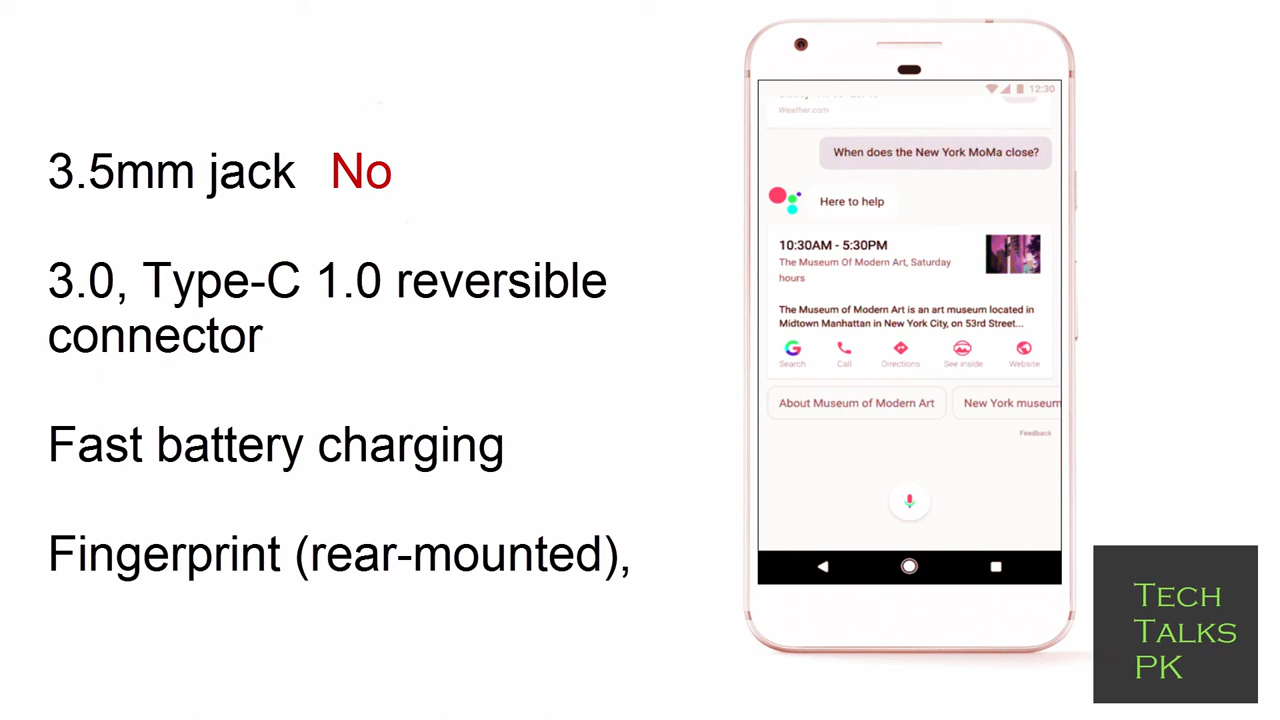 3.5mm jack No
3.0, Type-C 1.0 reversible
connector
Fast battery charging
Fingerprint (rear-mounted),
12:30
Weather.com
When does the New York MoMa close?
Here to help
10:30AM - 5:30PM
The Museum Of Modern Art, Saturday
hours
The Museum of Modern Art is an art museum located in
Midtown Manhattan in New York City, on 53rd Street...
Search Call Directions See inside Website
About Museum of Modern Art New York museum
Feedback
TECH
TALKS
PK